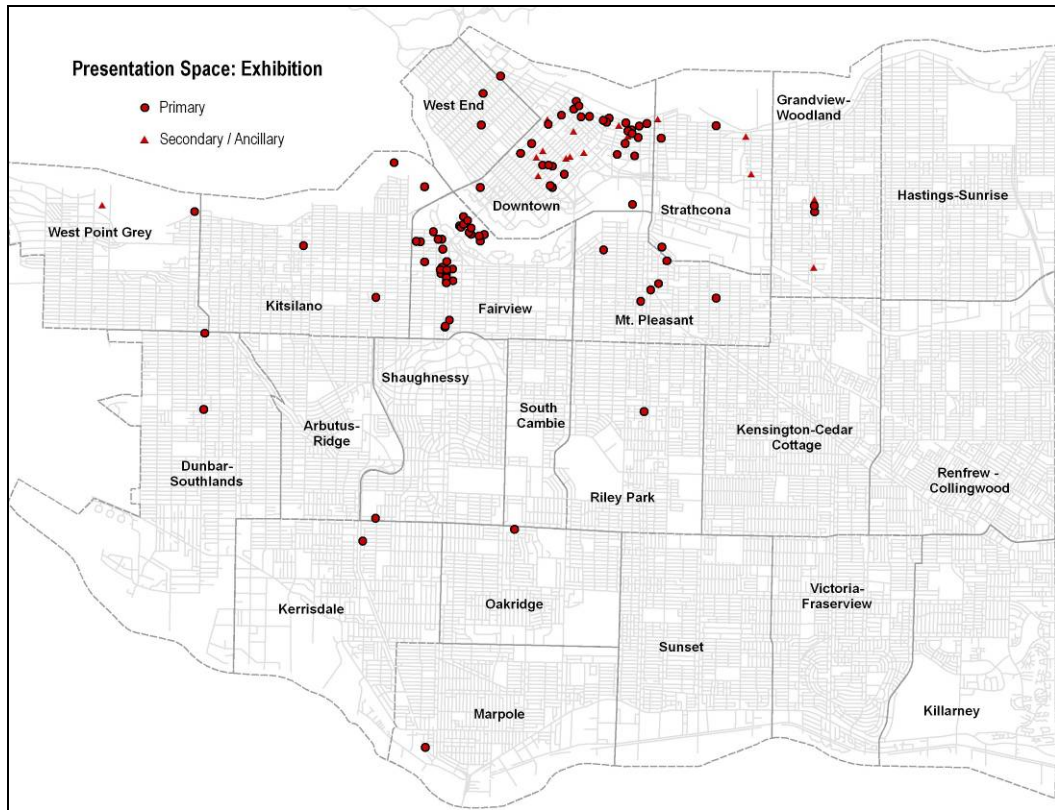 Presentation Space: Exhibition
Primary
Secondary / Ancillary
West End
Grandview-
Woodland
Hastings-Sunrise
Downtown
Strathcona
West Point Grey
Kitsilano
Fairview
Mt. Pleasant
Shaughnessy
South
Cambie
Arbutus-
Ridge
Kensington-Cedar
Cottage
Dunbar-
Southlands
Renfrew -
Collingwood
Riley Park
Kerrisdale
Oakridge
Victoria-
Fraserview
Sunset
Marpole
Killarney